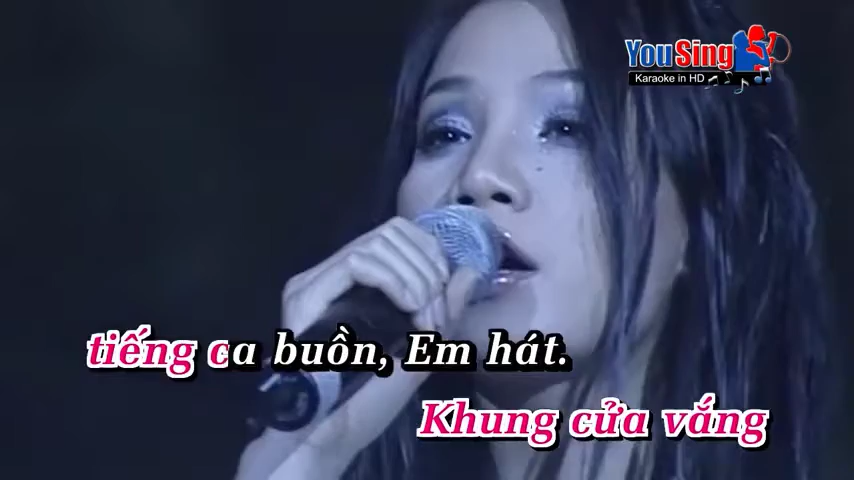 YouSing
Karaoke in HD
tiếng ca buồn, Em hát.
Khung cửa vắng